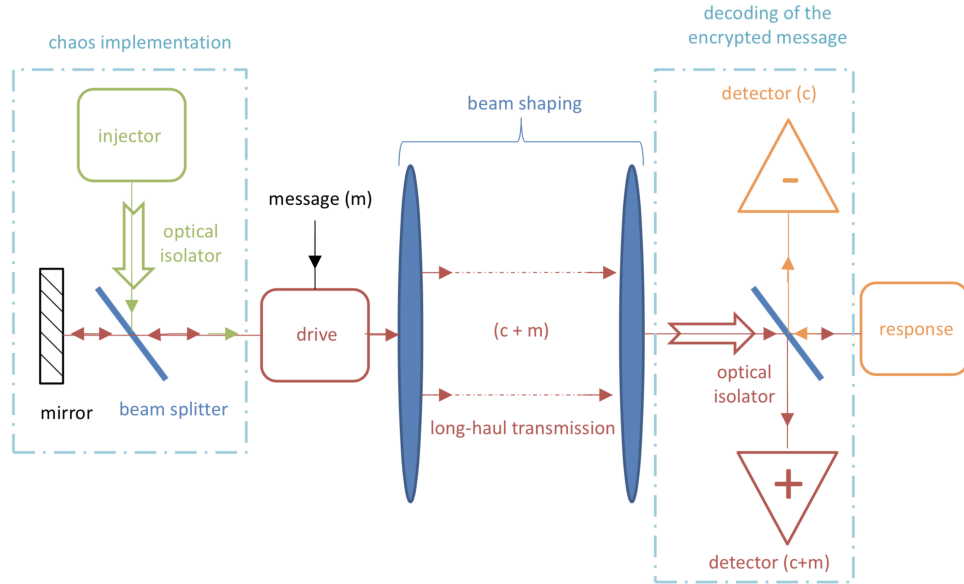 chaos implementation
decoding of the
encrypted message
beam shaping
detector (c)
injector
-
message (m)
optical
isolator
drive
(c + m)
response
mirror
beam splitter
optical
isolator
long-haul transmission
+
detector (c+m)